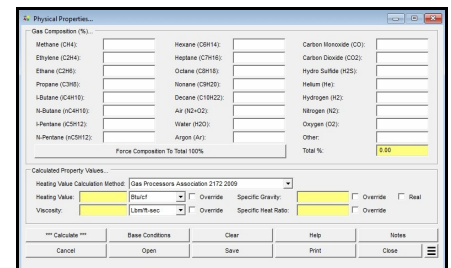 Physical Properties...
Gas Composition (%)...
Methane (CH4): Hexane (C6H14): Carbon Monoxide (CO):
Ethylene (C2H4): Heptane (C7H16): Carbon Dioxide (CO2):
Ethane (C2H6): Octane (C8H18): Hydro Sulfide (H2S):
Propane (C3H8): Nonane (C9H20): Helium (He):
I-Butane (iC4H10): Decane (C10H22): Hydrogen (H2):
N-Butane (nC4H10): Air (N2+O2): Nitrogen (N2):
I-Pentane (iC5H12): Water (H2O): Oxygen (O2):
N-Pentane (nC5H12): Argon (Ar): Other:
Force Composition To Total 100% Total %: 0.00
Calculated Property Values...
Heating Value Calculation Method: Gas Processors Association 2172 2009
Heating Value: Btu/cf Override Specific Gravity: Override Real
Viscosity: Lbm/ft-sec Override Specific Heat Ratio: Override
*** Calculate *** Base Conditions Clear Help Notes
Cancel Open Save Print Close